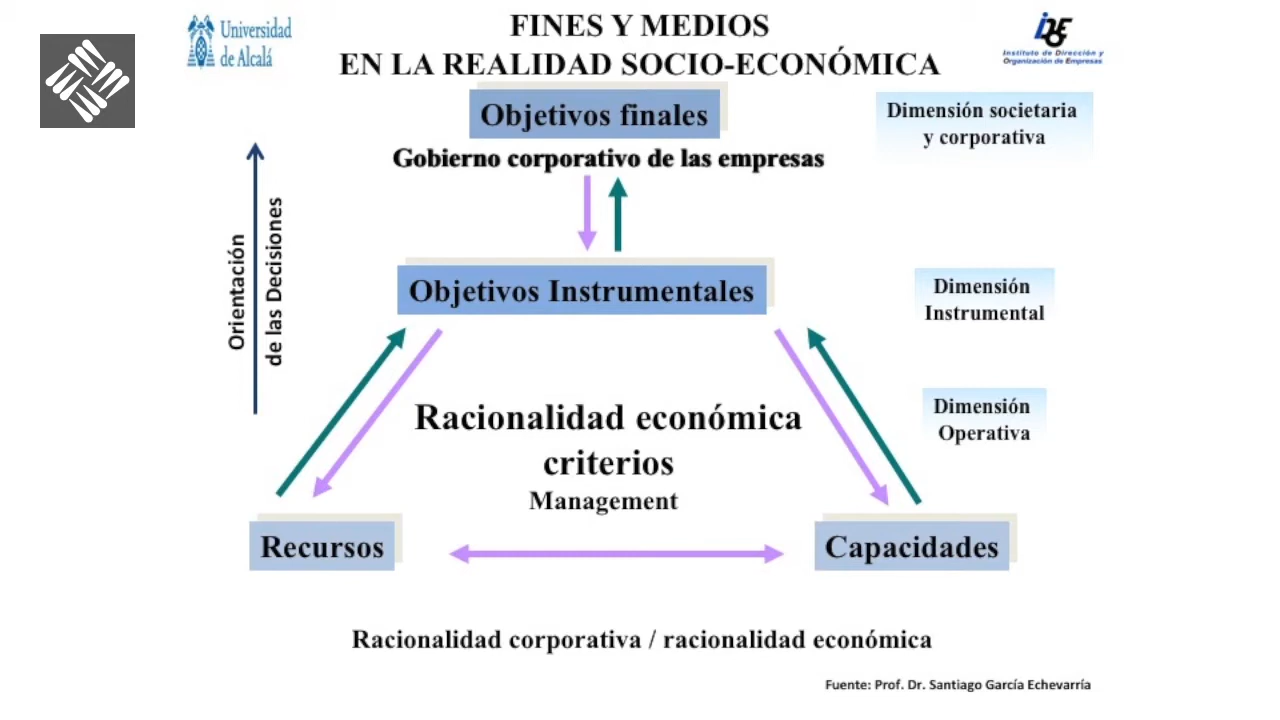 Universidad
de Alcalá
FINES Y MEDIOS
EN LA REALIDAD SOCIO-ECONÓMICA
IDOE
Instituto de Dirección y
Organización de Empresas
Objetivos finales
Dimensión societaria
y corporativa
Gobierno corporativo de las empresas
Orientación
de las Decisiones
Objetivos Instrumentales
Dimensión
Instrumental
Racionalidad económica
criterios
Management
Dimensión
Operativa
Recursos
Capacidades
Racionalidad corporativa / racionalidad económica
Fuente: Prof. Dr. Santiago García Echevarría